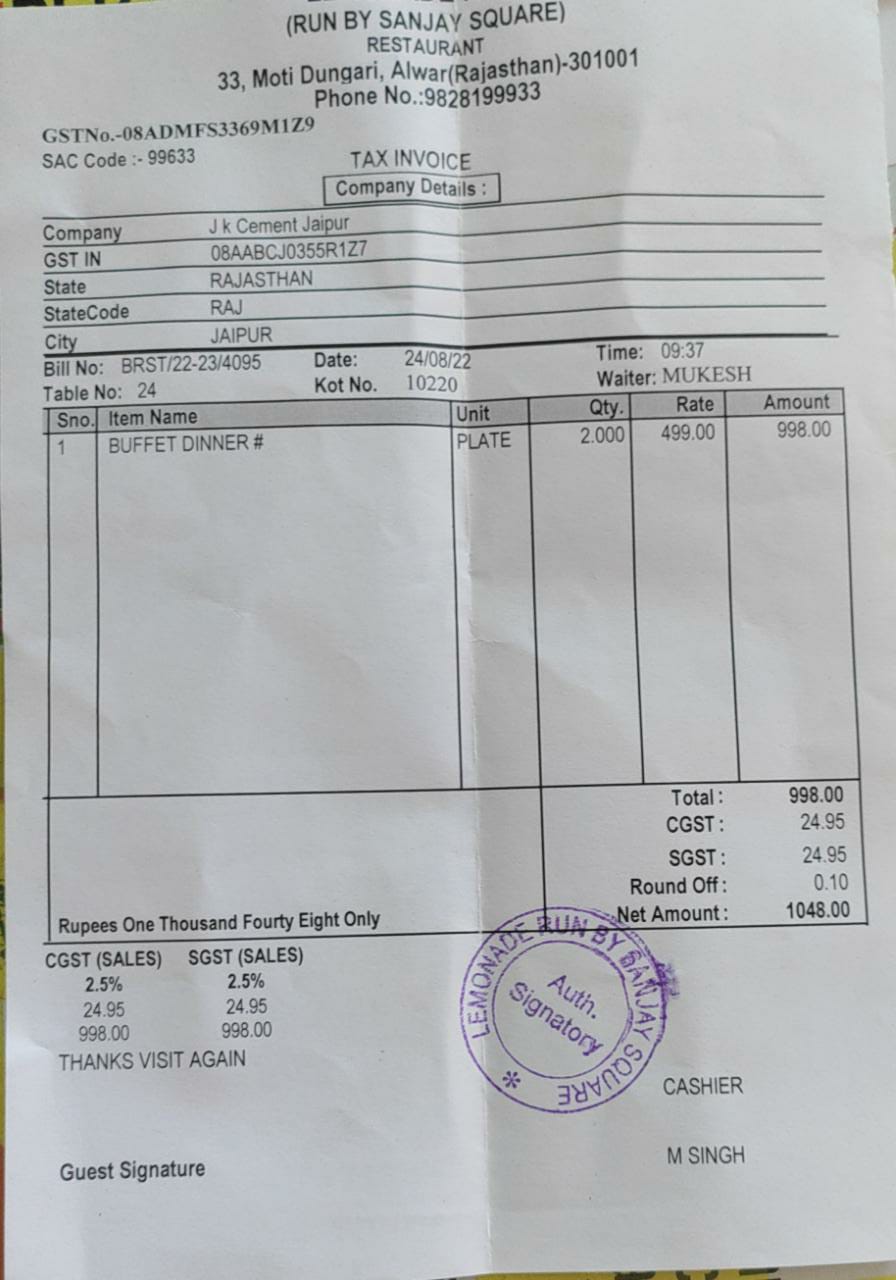 (RUN BY SANJAY SQUARE)
RESTAURANT
33, Moti Dungari, Alwar(Rajasthan)-301001
Phone No.:9828199933
GSTNo.-08ADMFS3369M1Z9
SAC Code :- 99633
TAX INVOICE
Company Details :
Company J k Cement Jaipur
GST IN 08AABCJ0355R1Z7
State RAJASTHAN
StateCode RAJ
City JAIPUR
Bill No: BRST/22-23/4095 Date: 24/08/22 Time: 09:37
Table No: 24 Kot No. 10220 Waiter: MUKESH
Sno. Item Name Unit Qty. Rate Amount
1 BUFFET DINNER # PLATE 2.000 499.00 998.00
Total : 998.00
CGST : 24.95
SGST : 24.95
Round Off : 0.10
Rupees One Thousand Fourty Eight Only Net Amount : 1048.00
CGST (SALES) SGST (SALES)
2.5% 2.5%
24.95 24.95
998.00 998.00
THANKS VISIT AGAIN
LEMONADE RUN BY SANJAY SQUARE *
Auth.
Signatory
CASHIER
M SINGH
Guest Signature